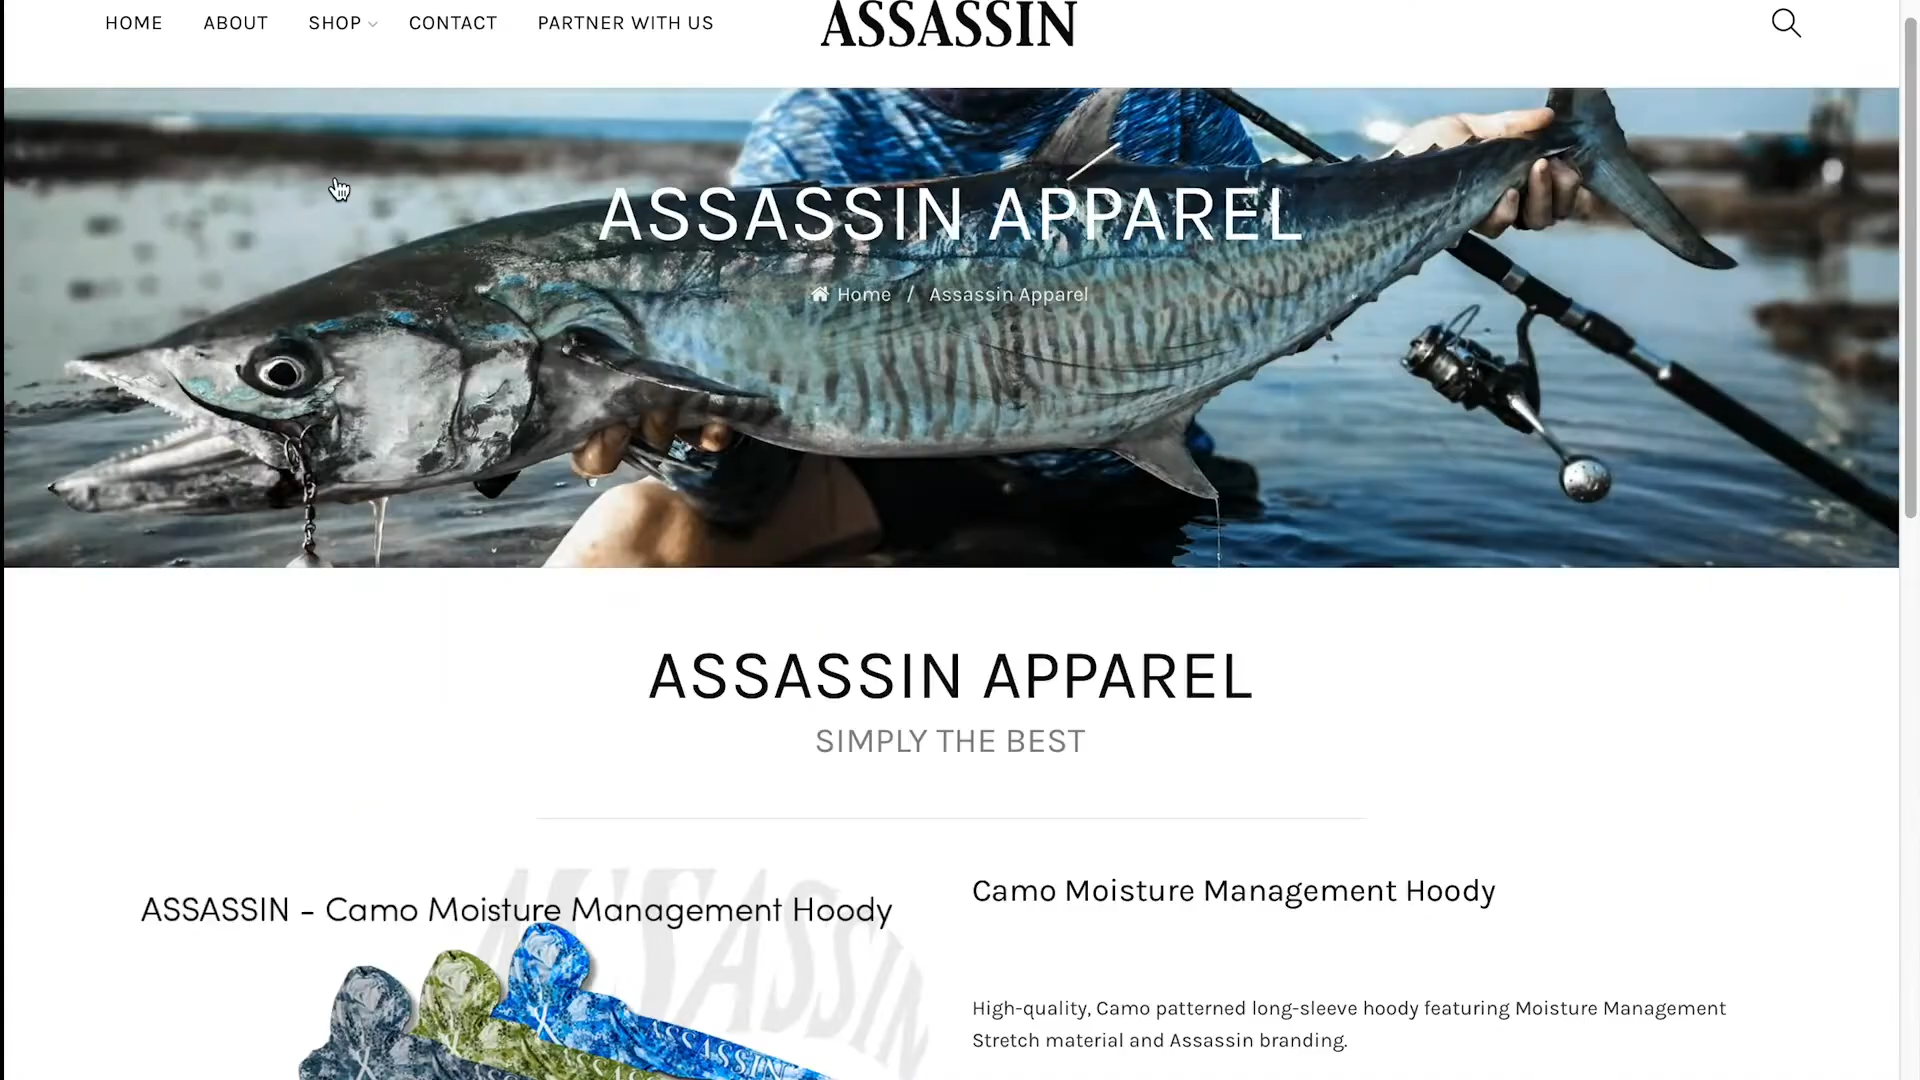 HOME ABOUT SHOP CONTACT PARTNER WITH US
ASSASSIN
ASSASSIN APPAREL
Home / Assassin Apparel
ASSASSIN APPAREL
SIMPLY THE BEST
ASSASSIN – Camo Moisture Management Hoody
ASSASSIN
ASSASSIN
Camo Moisture Management Hoody
High-quality, Camo patterned long-sleeve hoody featuring Moisture Management
Stretch material and Assassin branding.